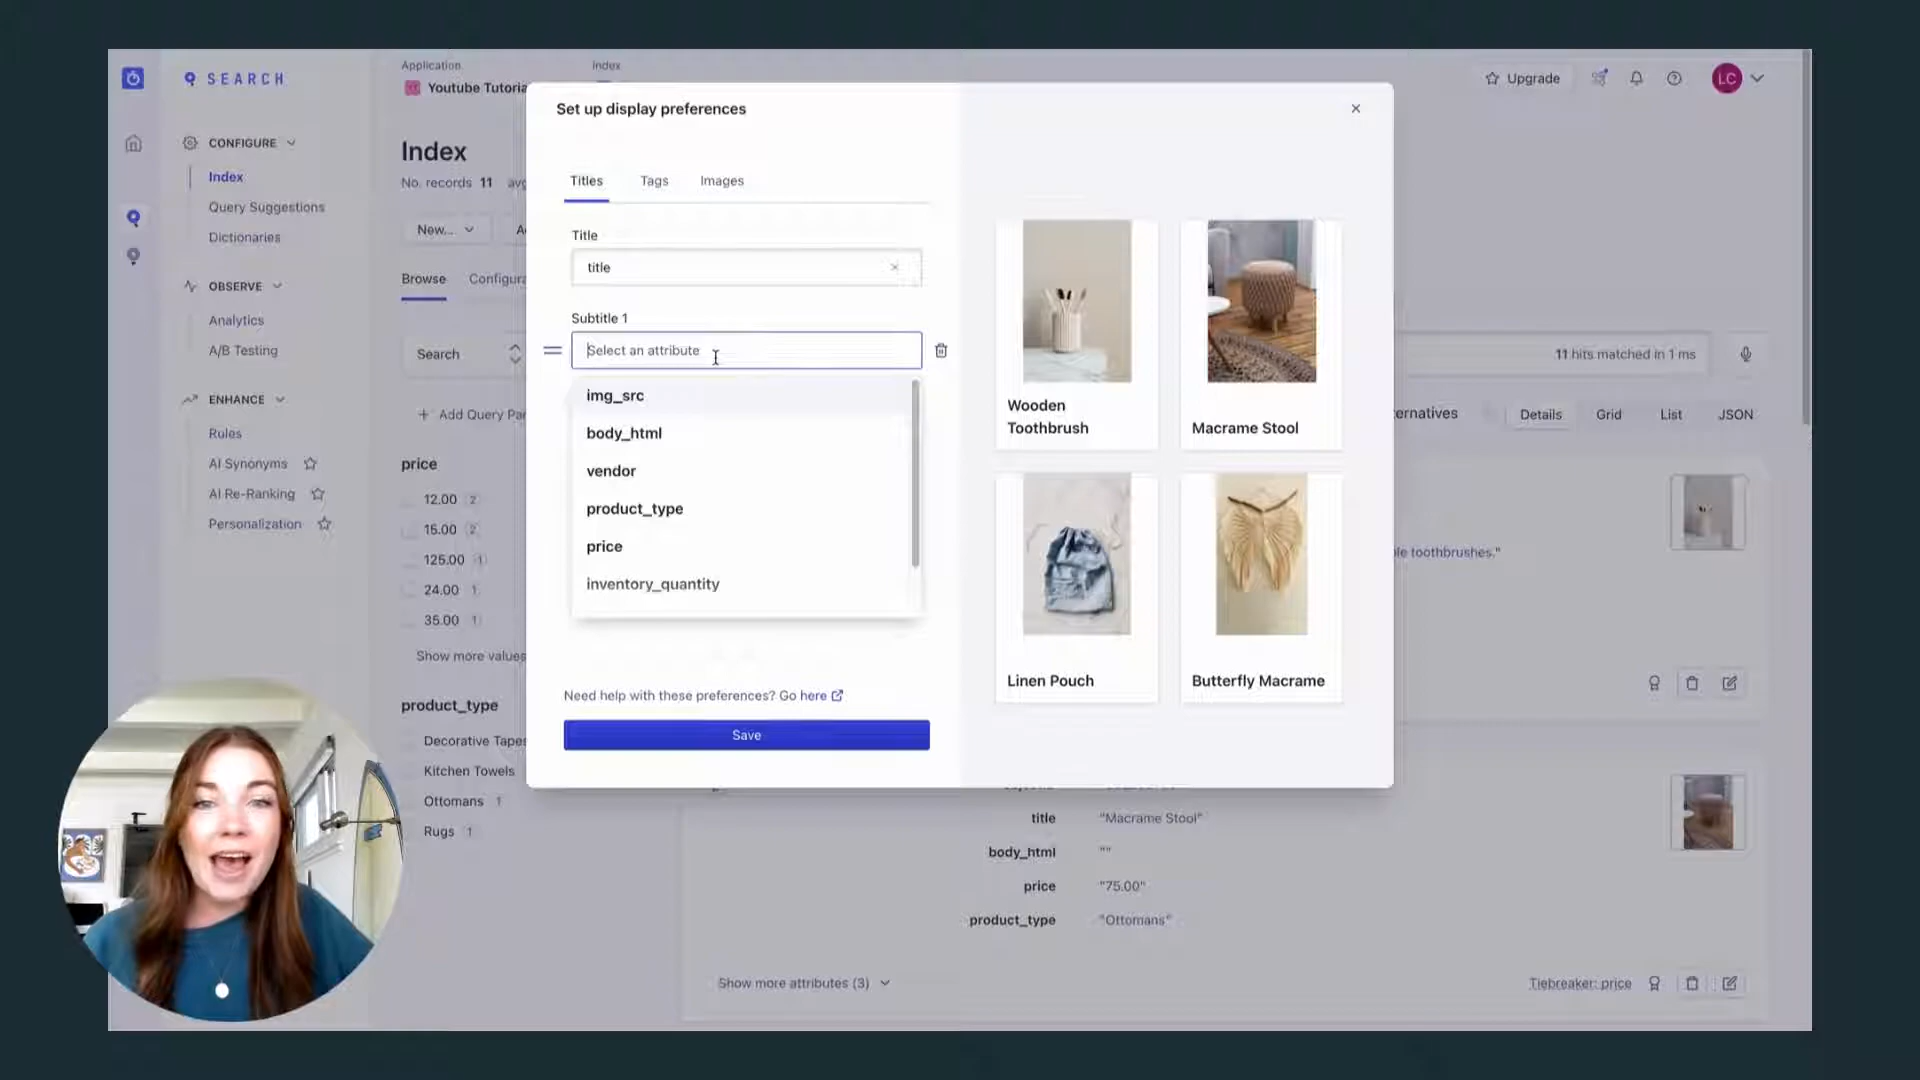 SEARCH
CONFIGURE
Index
Query Suggestions
Dictionaries
OBSERVE
Analytics
A/B Testing
ENHANCE
Rules
AI Synonyms
AI Re-Ranking
Personalization
Application
Youtube Tutoria
Index
Upgrade
LC
Index
No. records 11
New...
Browse
Configura
Search
11 hits matched in 1 ms
+ Add Query Par
ernatives
Details
Grid
List
JSON
price
12.00 2
15.00 2
125.00 1
24.00 1
35.00 1
Show more values
product_type
Decorative Tapes
Kitchen Towels
Ottomans 1
Rugs 1
Set up display preferences
Titles
Tags
Images
Title
title
Subtitle 1
Select an attribute
img_src
body_html
vendor
product_type
price
inventory_quantity
Need help with these preferences? Go here
Save
Wooden
Toothbrush
Macrame Stool
Linen Pouch
Butterfly Macrame
le toothbrushes."
title "Macrame Stool"
body_html ""
price "75.00"
product_type "Ottomans"
Show more attributes (3)
Tiebreaker: price